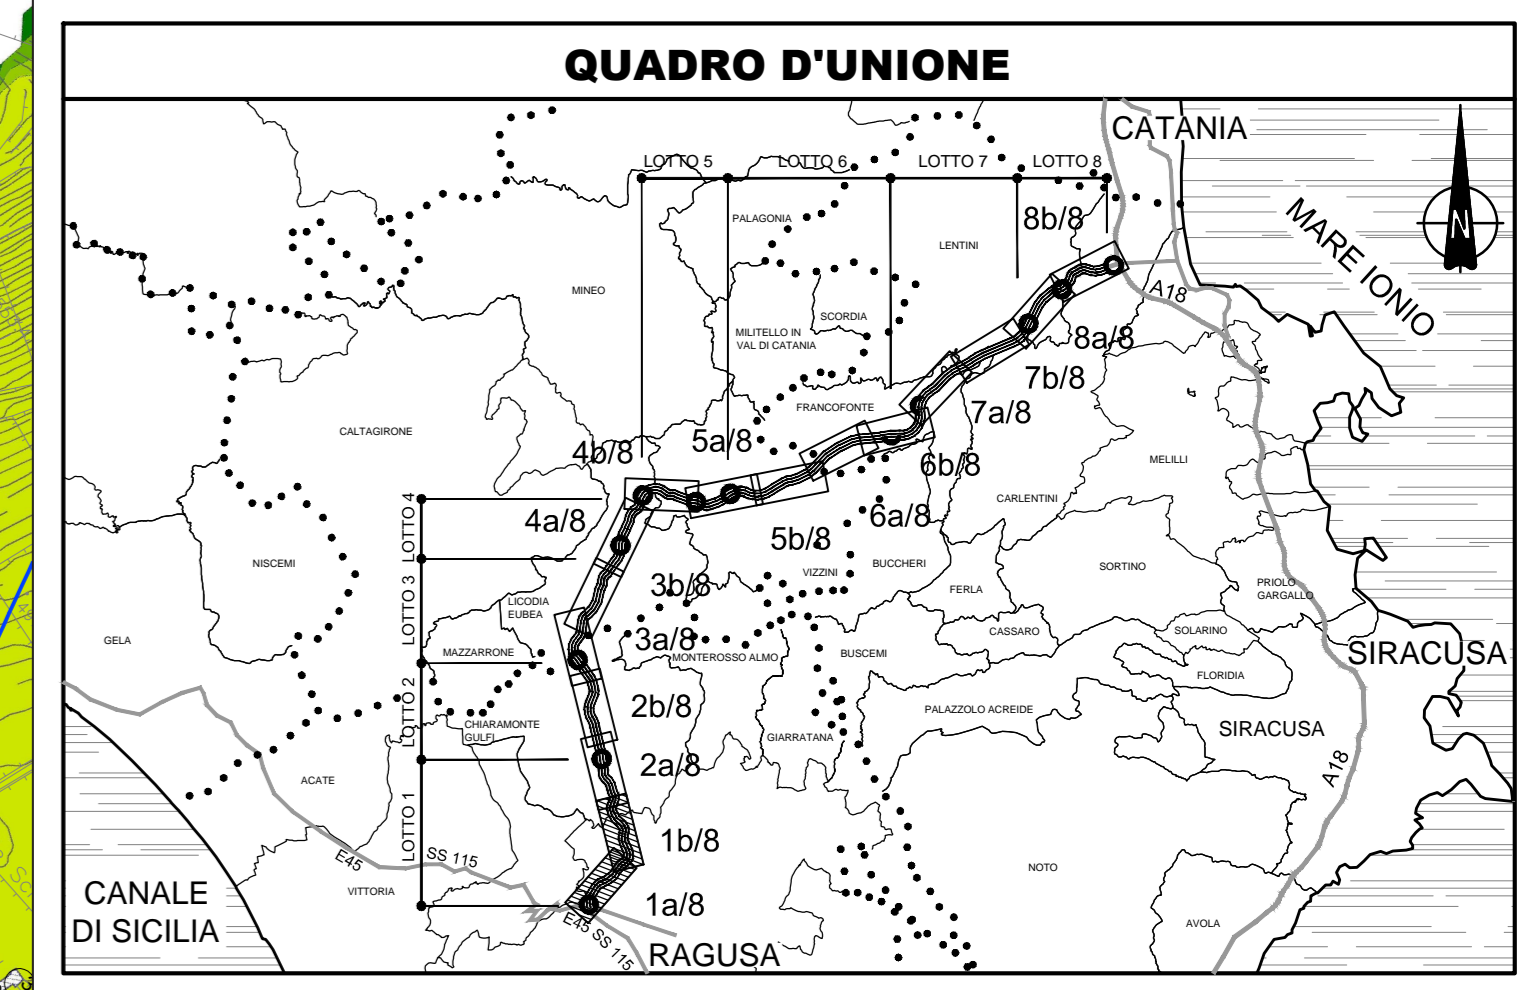 QUADRO D'UNIONE
CATANIA
LOTTO 5
LOTTO 6
LOTTO 7
LOTTO 8
PALAGONIA
8b/8
LENTINI
MARE IONIO
N
MINEO
A18
SCORDIA
MILITELLO IN
VAL DI CATANIA
8a/8
7b/8
FRANCOFONTE
7a/8
CALTAGIRONE
5a/8
4b/8
6b/8
MELILLI
CARLENTINI
4a/8
6a/8
LOTTO 4
5b/8
NISCEMI
VIZZINI
BUCCHERI
SORTINO
3b/8
FERLA
PRIOLO
GARGALLO
LOTTO 3
LICODIA
EUBEA
GELA
3a/8
CASSARO
SOLARINO
MAZZARRONE
MONTEROSSO ALMO
BUSCEMI
SIRACUSA
FLORIDIA
LOTTO 2
2b/8
PALAZZOLO ACREIDE
CHIARAMONTE
GULFI
GIARRATANA
SIRACUSA
2a/8
A18
ACATE
LOTTO 1
1b/8
E45
SS 115
NOTO
CANALE
DI SICILIA
VITTORIA
1a/8
E45 SS 115
AVOLA
RAGUSA